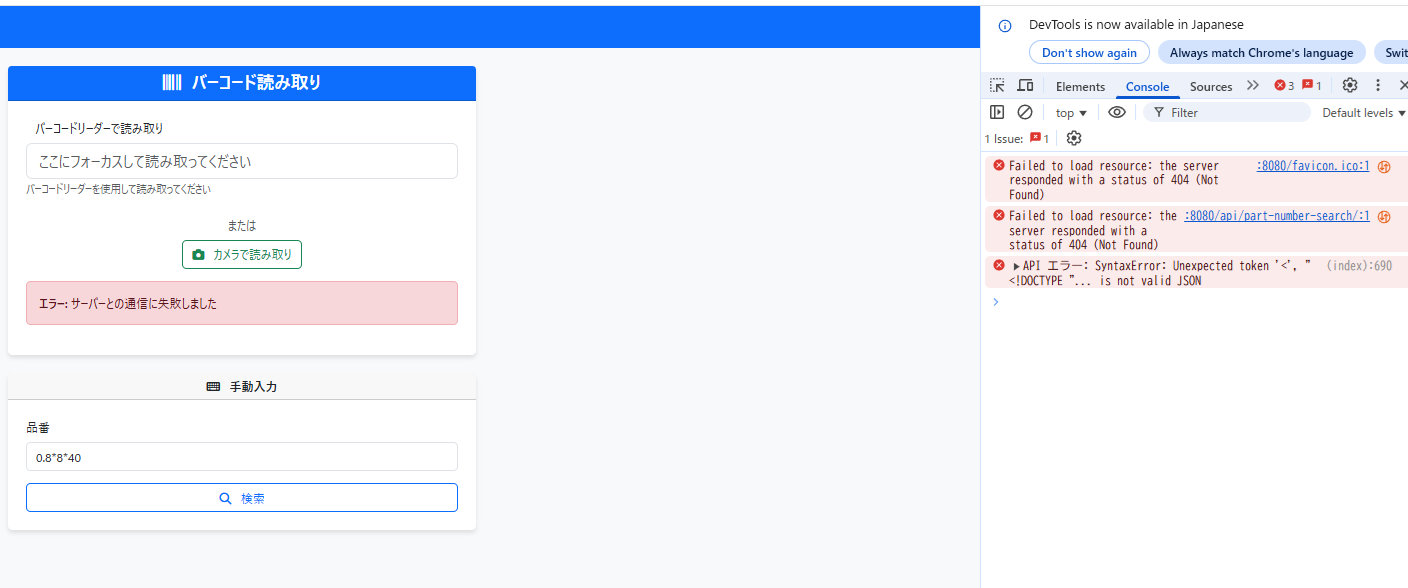 バーコード読み取り
バーコードリーダーで読み取り
ここにフォーカスして読み取ってください
バーコードリーダーを使用して読み取ってください
または
カメラで読み取り
エラー: サーバーとの通信に失敗しました
手動入力
品番
0.8*8*40
検索
DevTools is now available in Japanese
Don't show again Always match Chrome's language Swit
Elements Console Sources 3 1
top Filter Default levels
1 Issue: 1
Failed to load resource: the server :8080/favicon.ico:1
responded with a status of 404 (Not
Found)
Failed to load resource: the :8080/api/part-number-search/:1
server responded with a
status of 404 (Not Found)
API エラー: SyntaxError: Unexpected token '<', " (index):690
<!DOCTYPE "... is not valid JSON